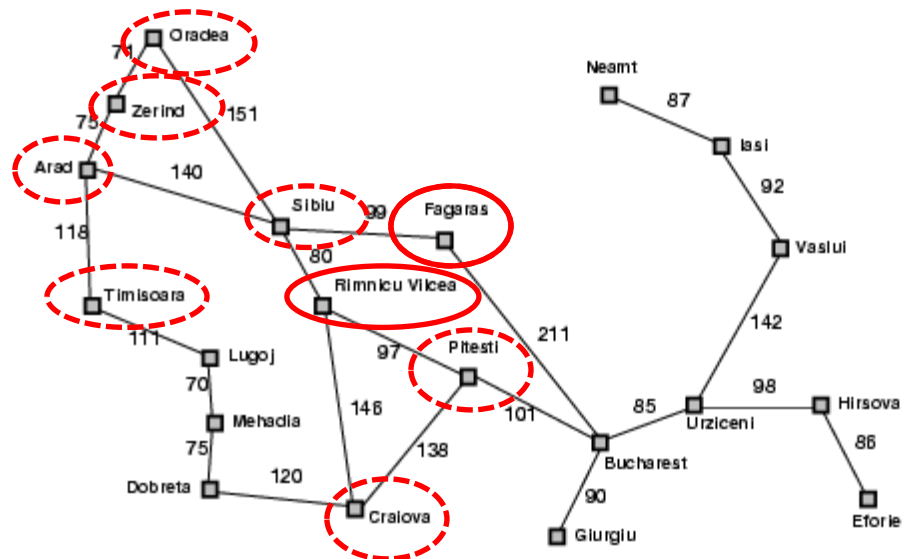 Oradea
71
Neamt
87
Zerind
151
75
Iasi
Arad
140
92
Sibiu
Fagaras
99
118
80
Vaslui
Timisoara
Rimnicu Vilcea
142
111
211
Lugoj
97
Pitesti
70
98
Hirsova
146
101
85
Urziceni
Mehadia
75
138
Bucharest
86
120
Dobreta
90
Craiova
Eforie
Giurgiu